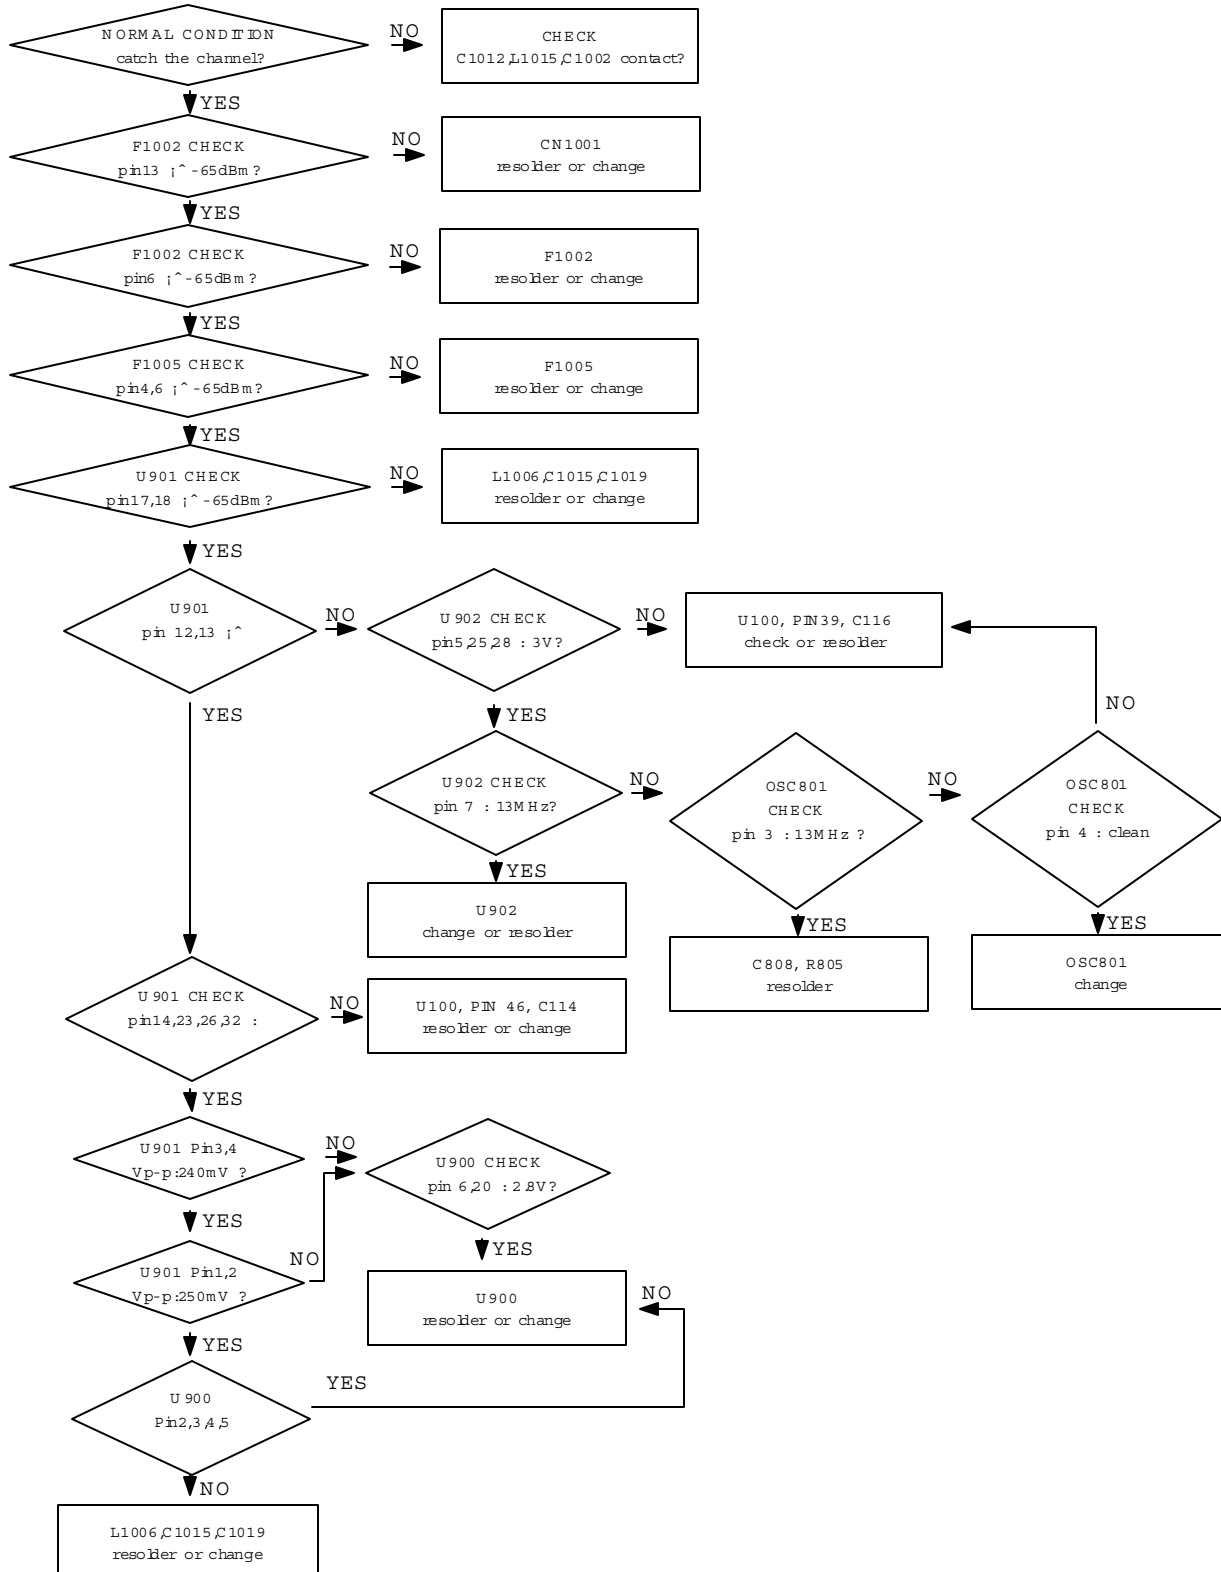 NORMAL CONDITION
catch the channel?
NO
CHECK
C1012,L1015,C1002 contact?
YES
F1002 CHECK
pin13 ¡ˆ -65dBm?
NO
CN1001
resolder or change
YES
F1002 CHECK
pin6 ¡ˆ -65dBm?
NO
F1002
resolder or change
YES
F1005 CHECK
pin4,6 ¡ˆ -65dBm?
NO
F1005
resolder or change
YES
U901 CHECK
pin17,18 ¡ˆ -65dBm?
NO
L1006,C1015,C1019
resolder or change
YES
U901
pin 12,13 ¡ˆ
NO
U902 CHECK
pin5,25,28 : 3V?
NO
U100, PIN39, C116
check or resolder
YES
YES
NO
U902 CHECK
pin 7 : 13MHz?
NO
OSC801
CHECK
pin 3 : 13MHz ?
NO
OSC801
CHECK
pin 4 : clean
YES
U902
change or resolder
YES
C808, R805
resolder
YES
OSC801
change
U901 CHECK
pin14,23,26,32 :
NO
U100, PIN 46, C114
resolder or change
YES
U901 Pin3,4
Vp-p:240mV ?
NO
U900 CHECK
pin 6,20 : 2.8V?
YES
U901 Pin1,2
Vp-p:250mV ?
NO
YES
U900
resolder or change
NO
YES
U900
Pin2,3,4,5
YES
NO
L1006,C1015,C1019
resolder or change